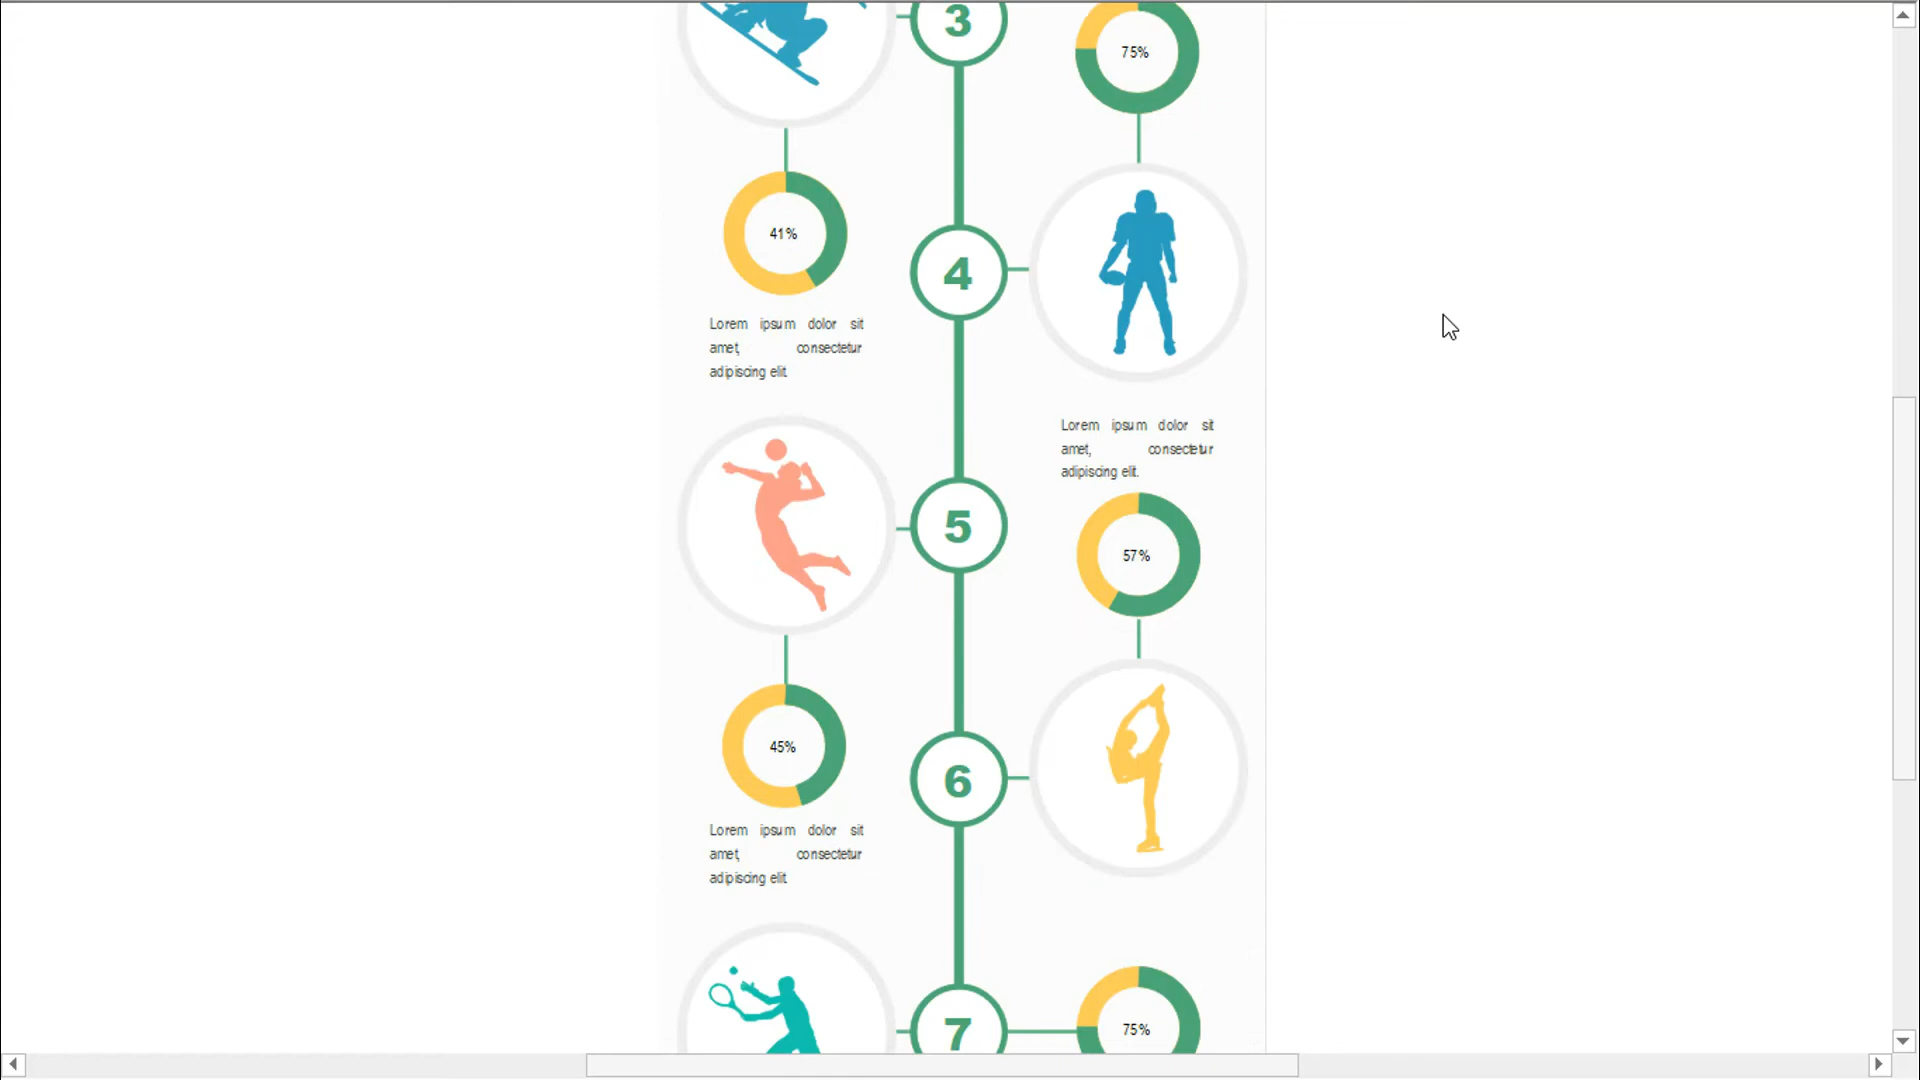 3
75%
41%
4
Lorem ipsum dolor sit
amet, consectetur
adipiscing elit.
Lorem ipsum dolor sit
amet, consectetur
adipiscing elit.
5
57%
45%
6
Lorem ipsum dolor sit
amet, consectetur
adipiscing elit.
7
75%